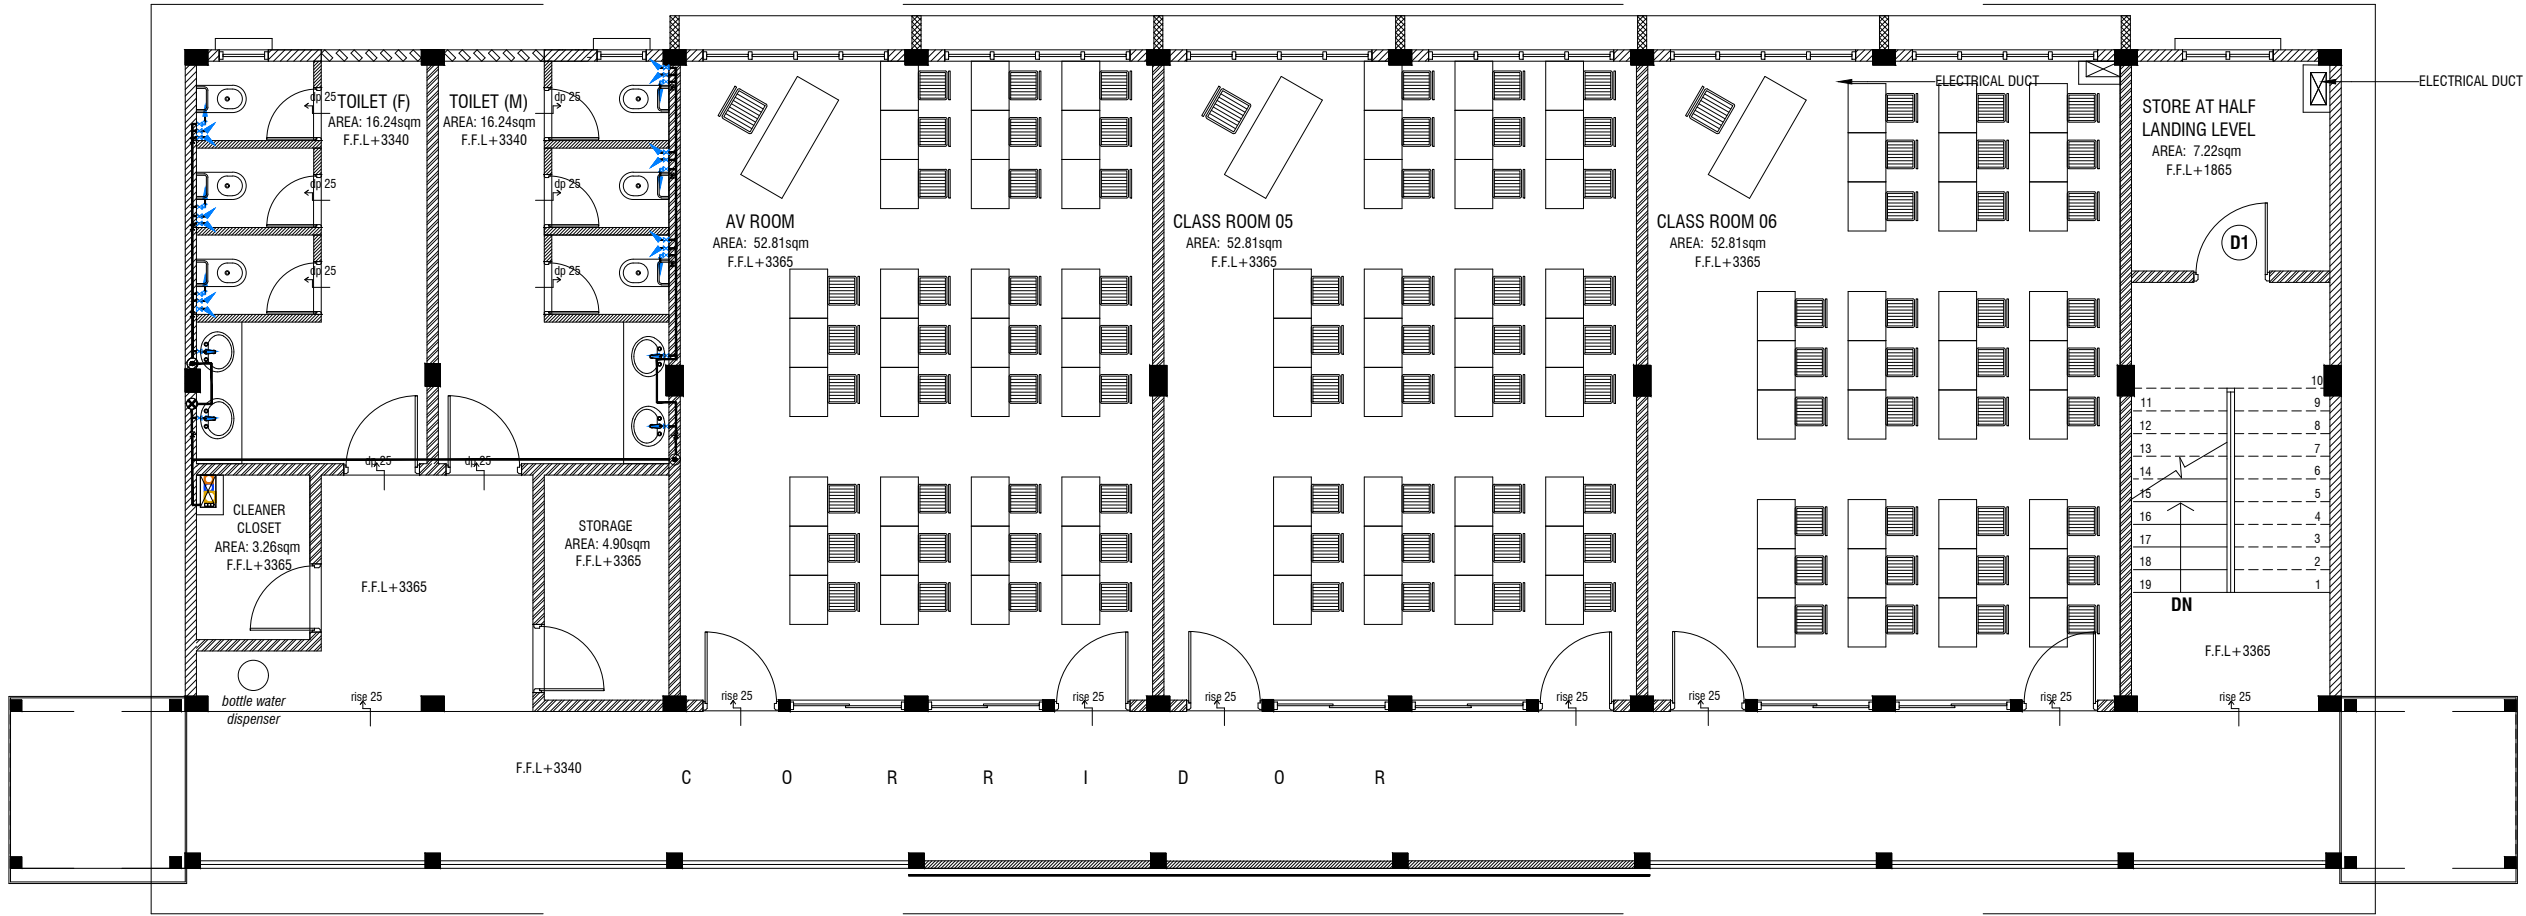 dp 25
TOILET (F)
AREA: 16.24sqm
F.F.L+3340
TOILET (M)
AREA: 16.24sqm
F.F.L+3340
dp 25
dp 25
dp 25
dp 25
dp 25
dp 25
dp 25
AV ROOM
AREA: 52.81sqm
F.F.L+3365
CLASS ROOM 05
AREA: 52.81sqm
F.F.L+3365
CLASS ROOM 06
AREA: 52.81sqm
F.F.L+3365
ELECTRICAL DUCT
ELECTRICAL DUCT
STORE AT HALF
LANDING LEVEL
AREA: 7.22sqm
F.F.L+1865
D1
CLEANER
CLOSET
AREA: 3.26sqm
F.F.L+3365
F.F.L+3365
STORAGE
AREA: 4.90sqm
F.F.L+3365
10
11 9
12 8
13 7
14 6
15 5
16 4
17 3
18 2
19 1
DN
F.F.L+3365
bottle water
dispenser
rise 25
rise 25
rise 25
rise 25
rise 25
rise 25
rise 25
rise 25
F.F.L+3340
C O R R I D O R